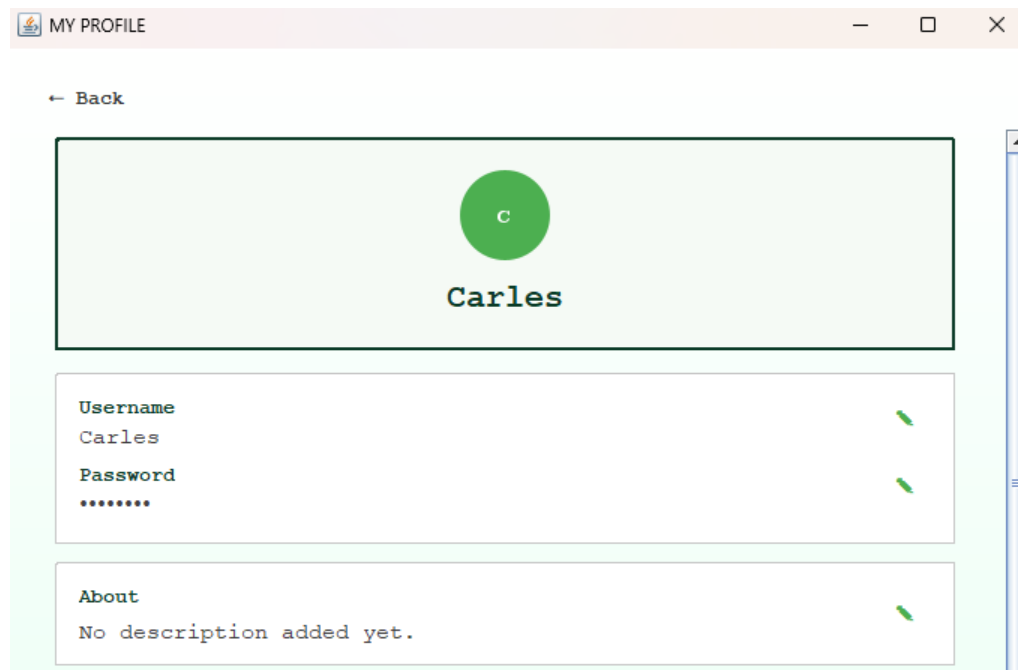 MY PROFILE
← Back
C
Carles
Username
Carles
Password
••••••••
About
No description added yet.